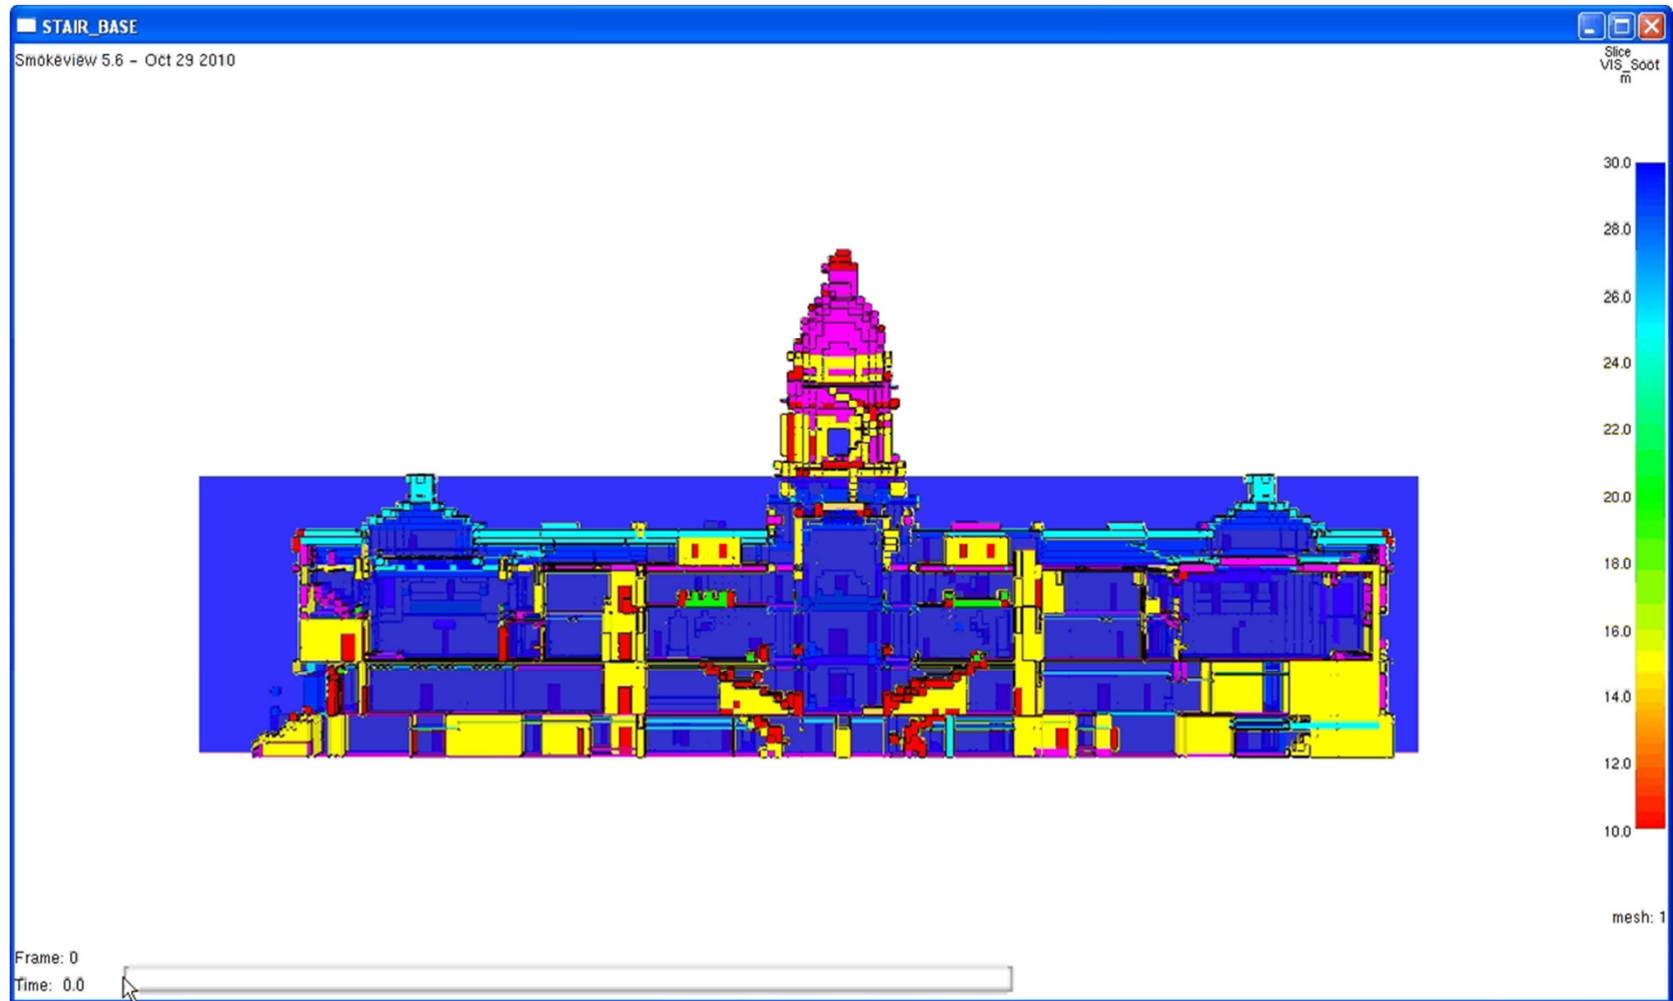 STAIR_BASE
Smokeview 5.6 - Oct 29 2010
Slice
VIS_Soot
m
30.0
28.0
26.0
24.0
22.0
20.0
18.0
16.0
14.0
12.0
10.0
mesh: 1
Frame: 0
Time: 0.0